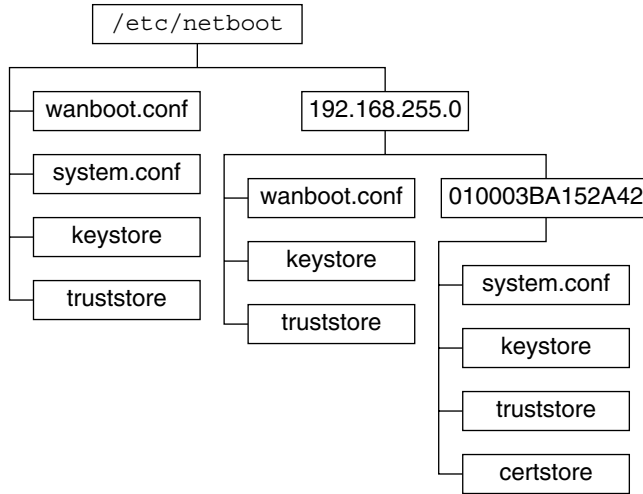 /etc/netboot
wanboot.conf
system.conf
keystore
truststore
192.168.255.0
wanboot.conf
keystore
truststore
010003BA152A42
system.conf
keystore
truststore
certstore